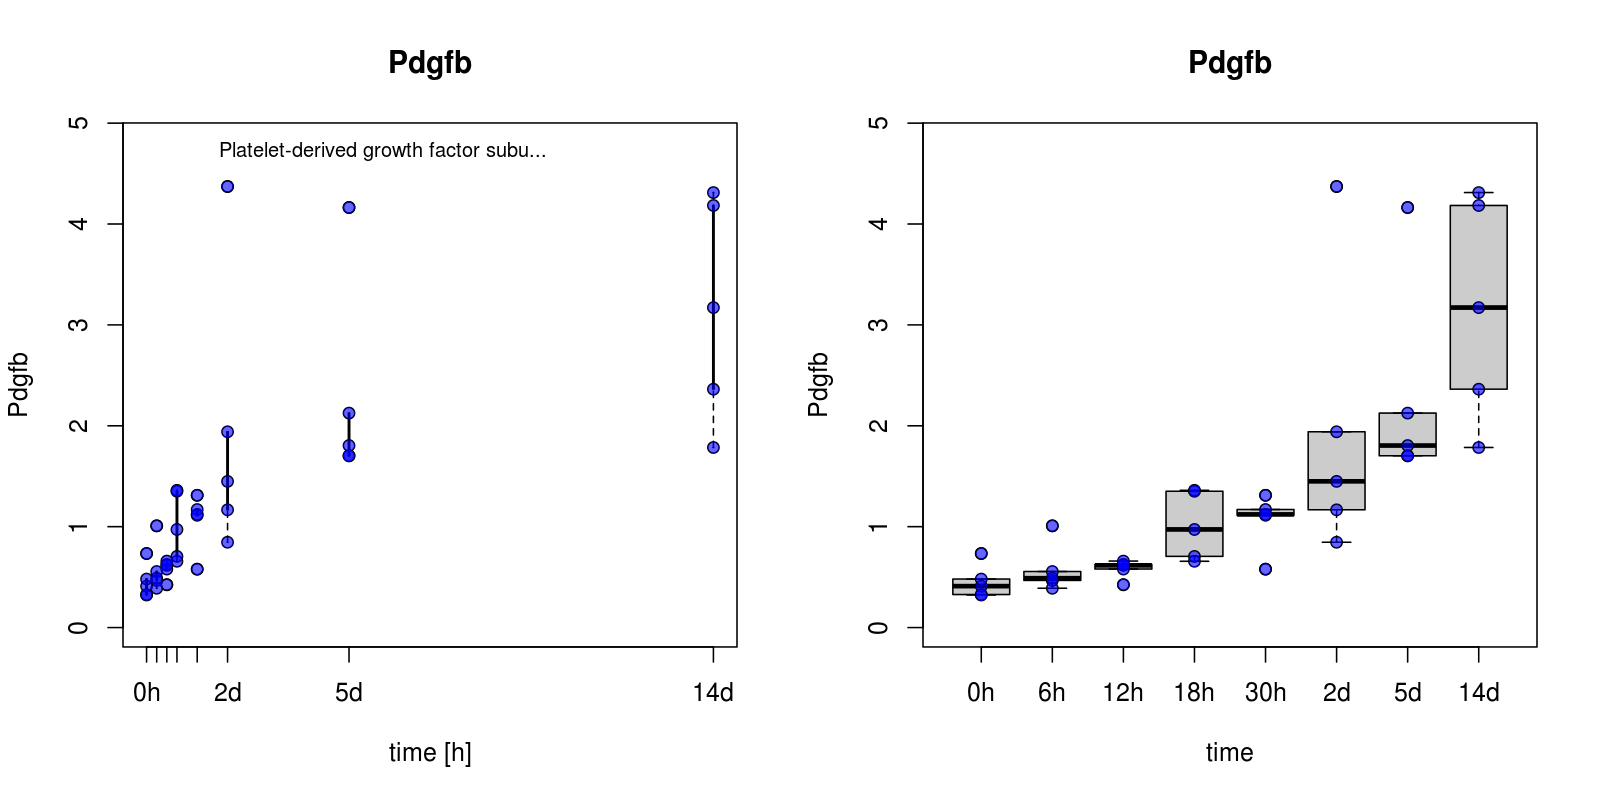 Pdgfb
Platelet-derived growth factor subu...
Pdgfb
0
1
2
3
4
5
0h
2d
5d
14d
time [h]
Pdgfb
Pdgfb
0
1
2
3
4
5
0h
6h
12h
18h
30h
2d
5d
14d
time